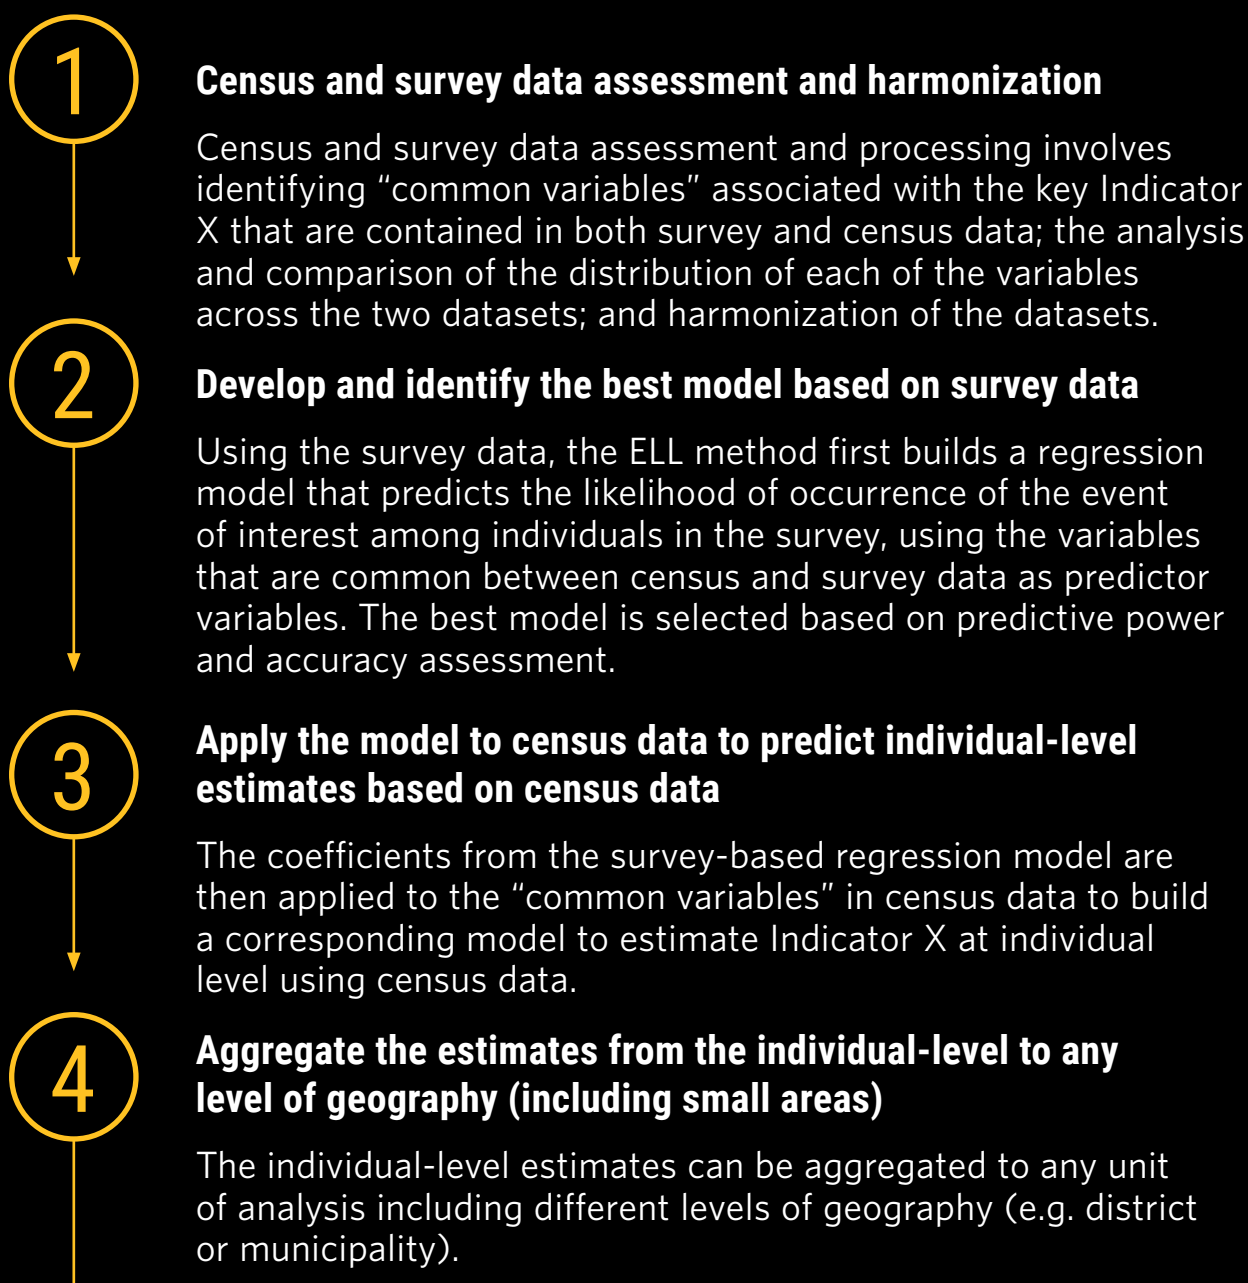 1
Census and survey data assessment and harmonization
Census and survey data assessment and processing involves
identifying “common variables” associated with the key Indicator
X that are contained in both survey and census data; the analysis
and comparison of the distribution of each of the variables
across the two datasets; and harmonization of the datasets.
2
Develop and identify the best model based on survey data
Using the survey data, the ELL method first builds a regression
model that predicts the likelihood of occurrence of the event
of interest among individuals in the survey, using the variables
that are common between census and survey data as predictor
variables. The best model is selected based on predictive power
and accuracy assessment.
3
Apply the model to census data to predict individual-level
estimates based on census data
The coefficients from the survey-based regression model are
then applied to the “common variables” in census data to build
a corresponding model to estimate Indicator X at individual
level using census data.
4
Aggregate the estimates from the individual-level to any
level of geography (including small areas)
The individual-level estimates can be aggregated to any unit
of analysis including different levels of geography (e.g. district
or municipality).